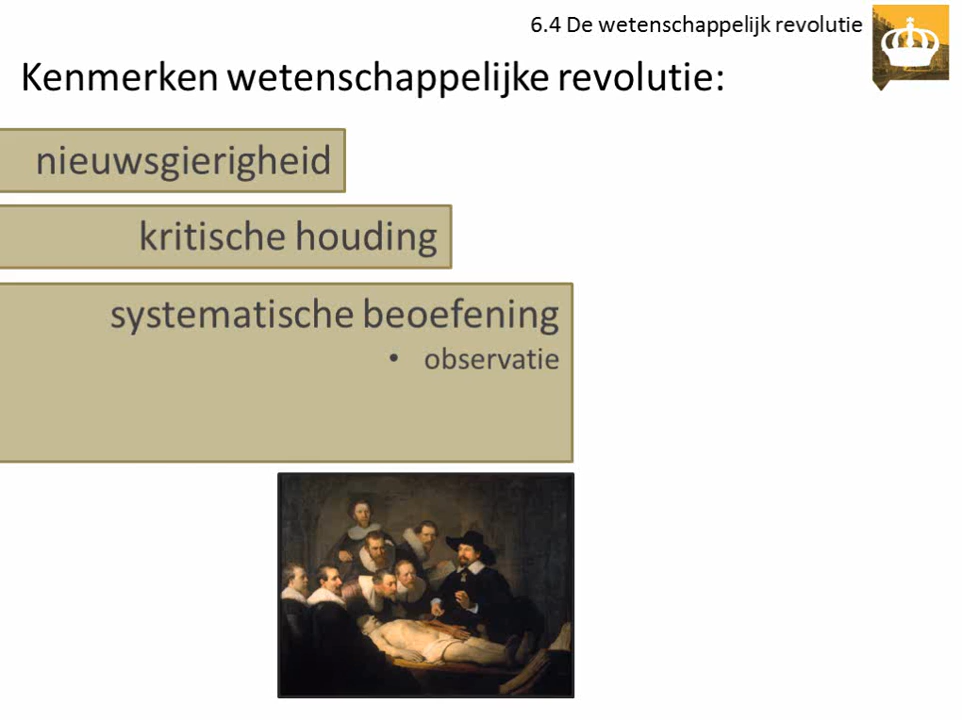 6.4 De wetenschappelijk revolutie
Kenmerken wetenschappelijke revolutie:
nieuwsgierigheid
kritische houding
systematische beoefening
• observatie